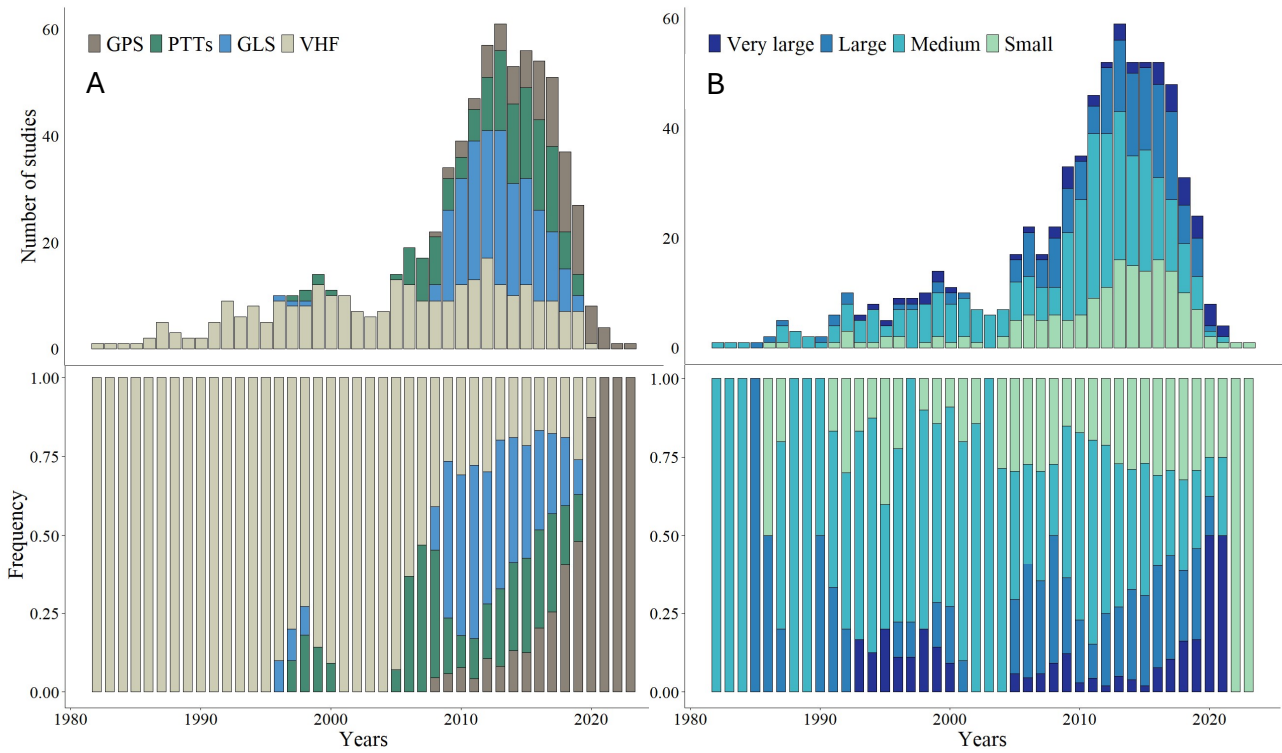 GPS PTTs GLS VHF
A
Number of studies
60
40
20
0
Very large Large Medium Small
B
60
40
20
0
Frequency
1.00
0.75
0.50
0.25
0.00
1980 1990 2000 2010 2020
Years
1.00
0.75
0.50
0.25
0.00
1980 1990 2000 2010 2020
Years